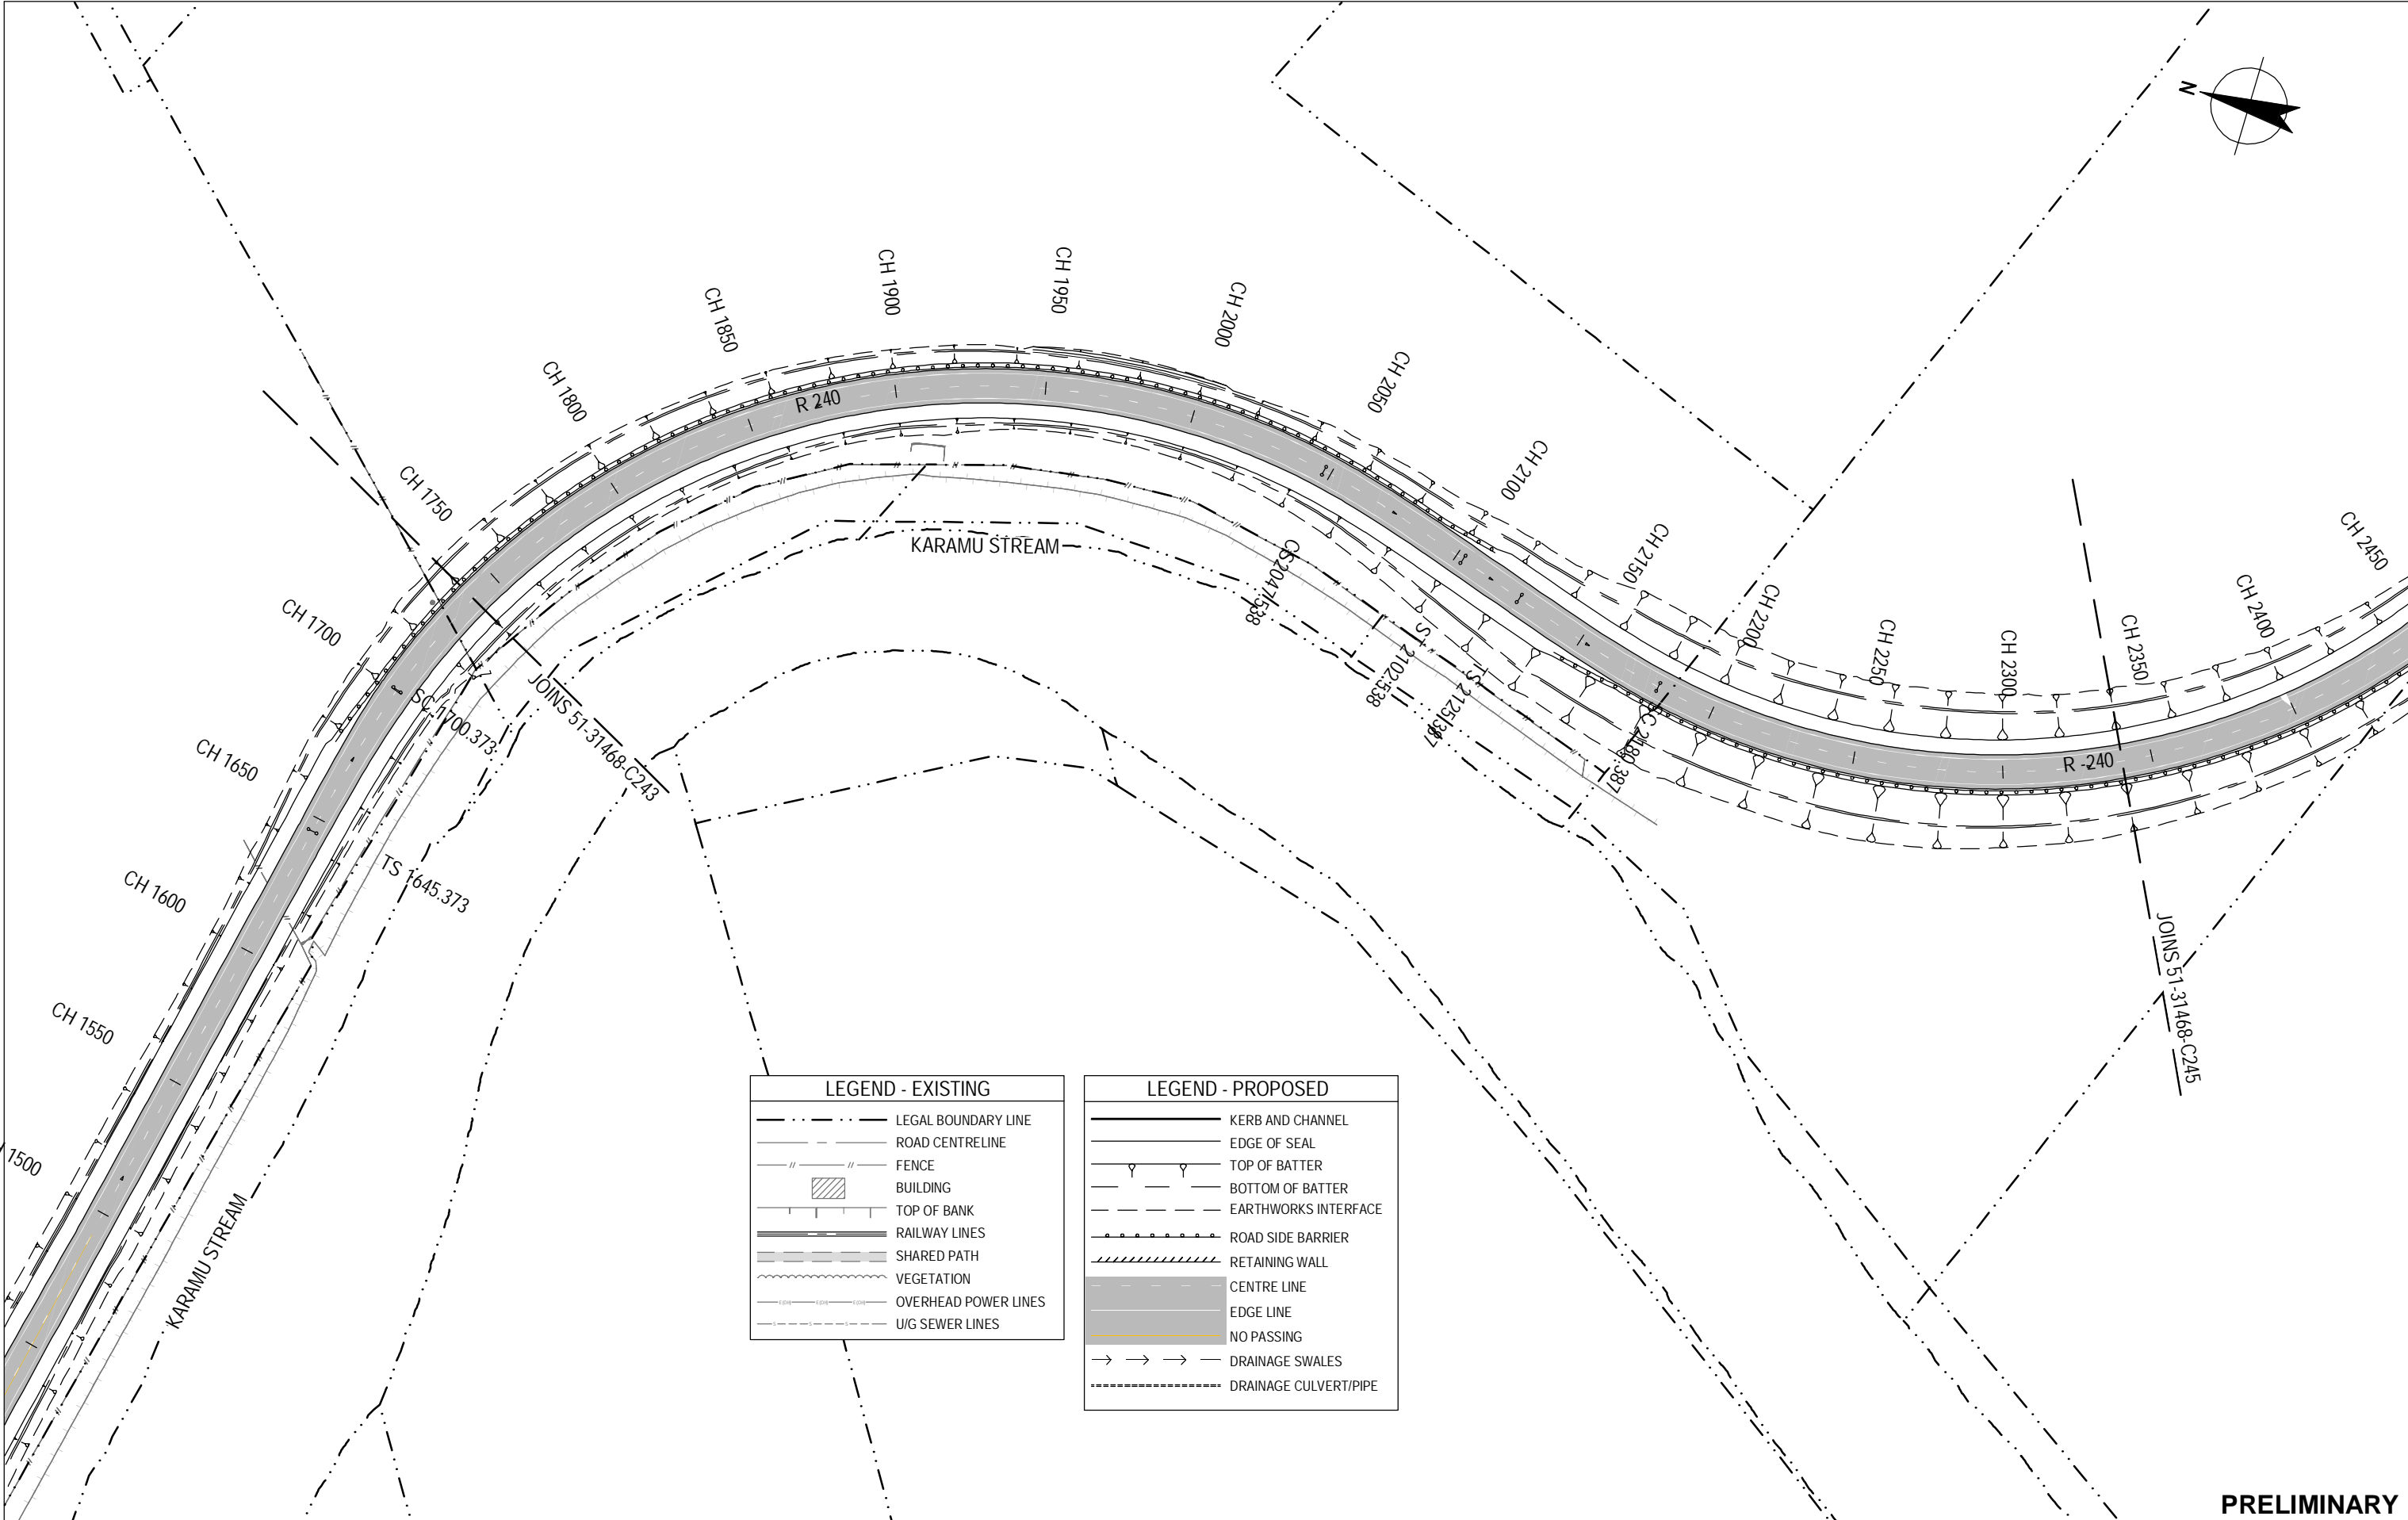 N
CH 1900
CH 1950
CH 1850
CH 2000
CH 1800
CH 2050
R 240
CH 1750
CH 2100
CH 2450
KARAMU STREAM
CS 2047.538
CH 2150
CH 1700
CH 2200
CH 2400
CH 2250
CH 2300
CH 2350
ST 2102.538
TS 2125.387
SC 2180.387
SC 1700.373
JOINS 51-31468-C243
CH 1650
R -240
TS 1645.373
CH 1600
JOINS 51-31468-C245
CH 1550
1500
KARAMU STREAM
LEGEND - EXISTING
LEGAL BOUNDARY LINE
ROAD CENTRELINE
FENCE
BUILDING
TOP OF BANK
RAILWAY LINES
SHARED PATH
VEGETATION
OVERHEAD POWER LINES
U/G SEWER LINES
LEGEND - PROPOSED
KERB AND CHANNEL
EDGE OF SEAL
TOP OF BATTER
BOTTOM OF BATTER
EARTHWORKS INTERFACE
ROAD SIDE BARRIER
RETAINING WALL
CENTRE LINE
EDGE LINE
NO PASSING
DRAINAGE SWALES
DRAINAGE CULVERT/PIPE
PRELIMINARY